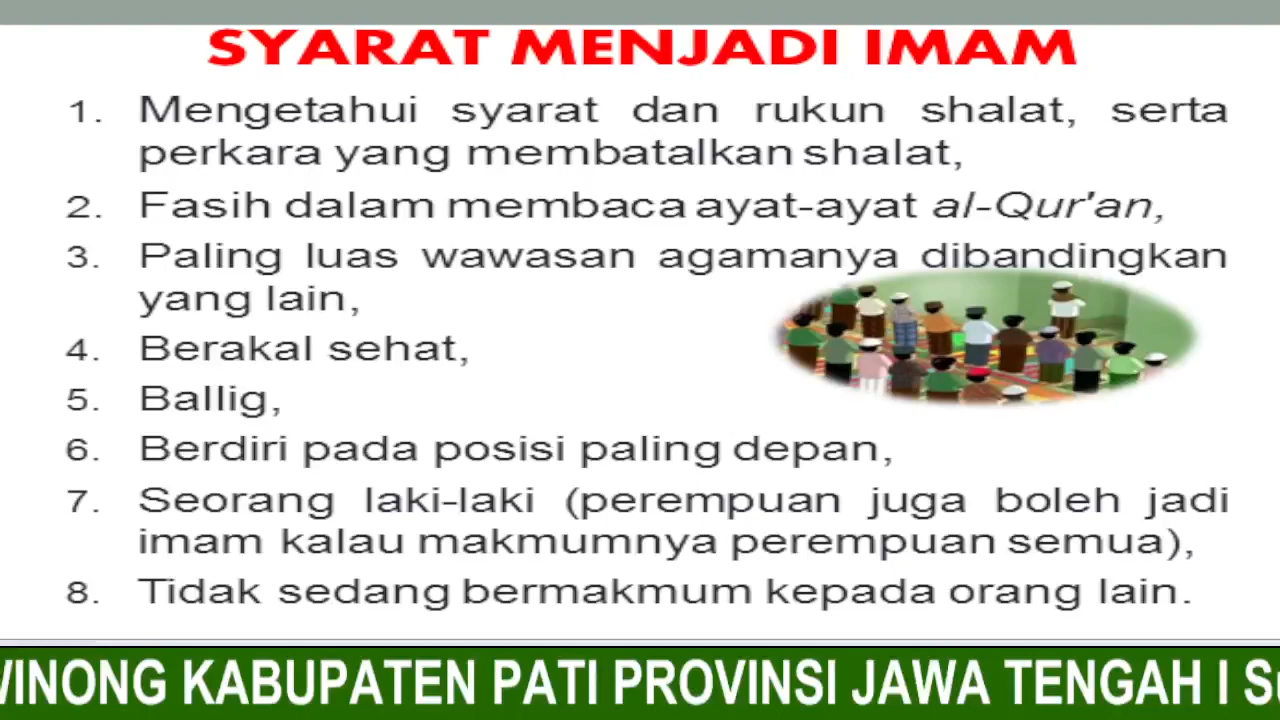 SYARAT MENJADI IMAM
1. Mengetahui syarat dan rukun shalat, serta
perkara yang membatalkan shalat,
2. Fasih dalam membaca ayat-ayat al-Qur'an,
3. Paling luas wawasan agamanya dibandingkan
yang lain,
4. Berakal sehat,
5. Ballig,
6. Berdiri pada posisi paling depan,
7. Seorang laki-laki (perempuan juga boleh jadi
imam kalau makmumnya perempuan semua),
8. Tidak sedang bermakmum kepada orang lain.
WINONG KABUPATEN PATI PROVINSI JAWA TENGAH I